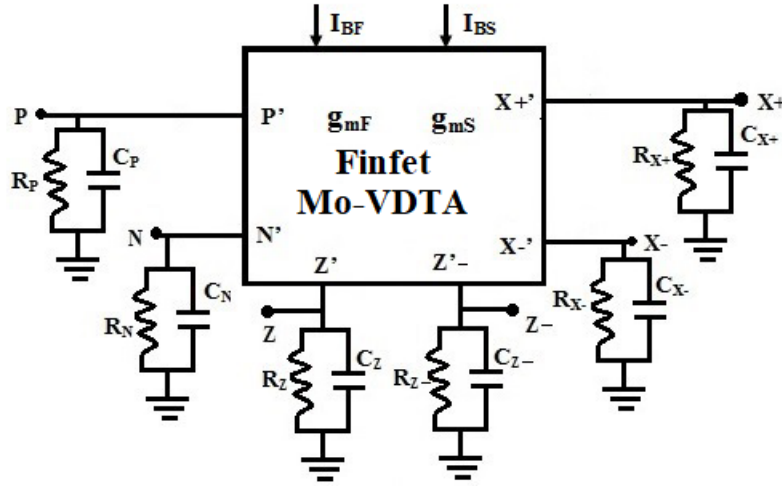 I_BF I_BS
P P' g_mF g_mS X+' X+
R_P C_P Finfet R_X+ C_X+
Mo-VDTA
N N' X-' X-
Z' Z'–
R_N C_N Z Z– R_X- C_X-
R_Z C_Z R_Z– C_Z–